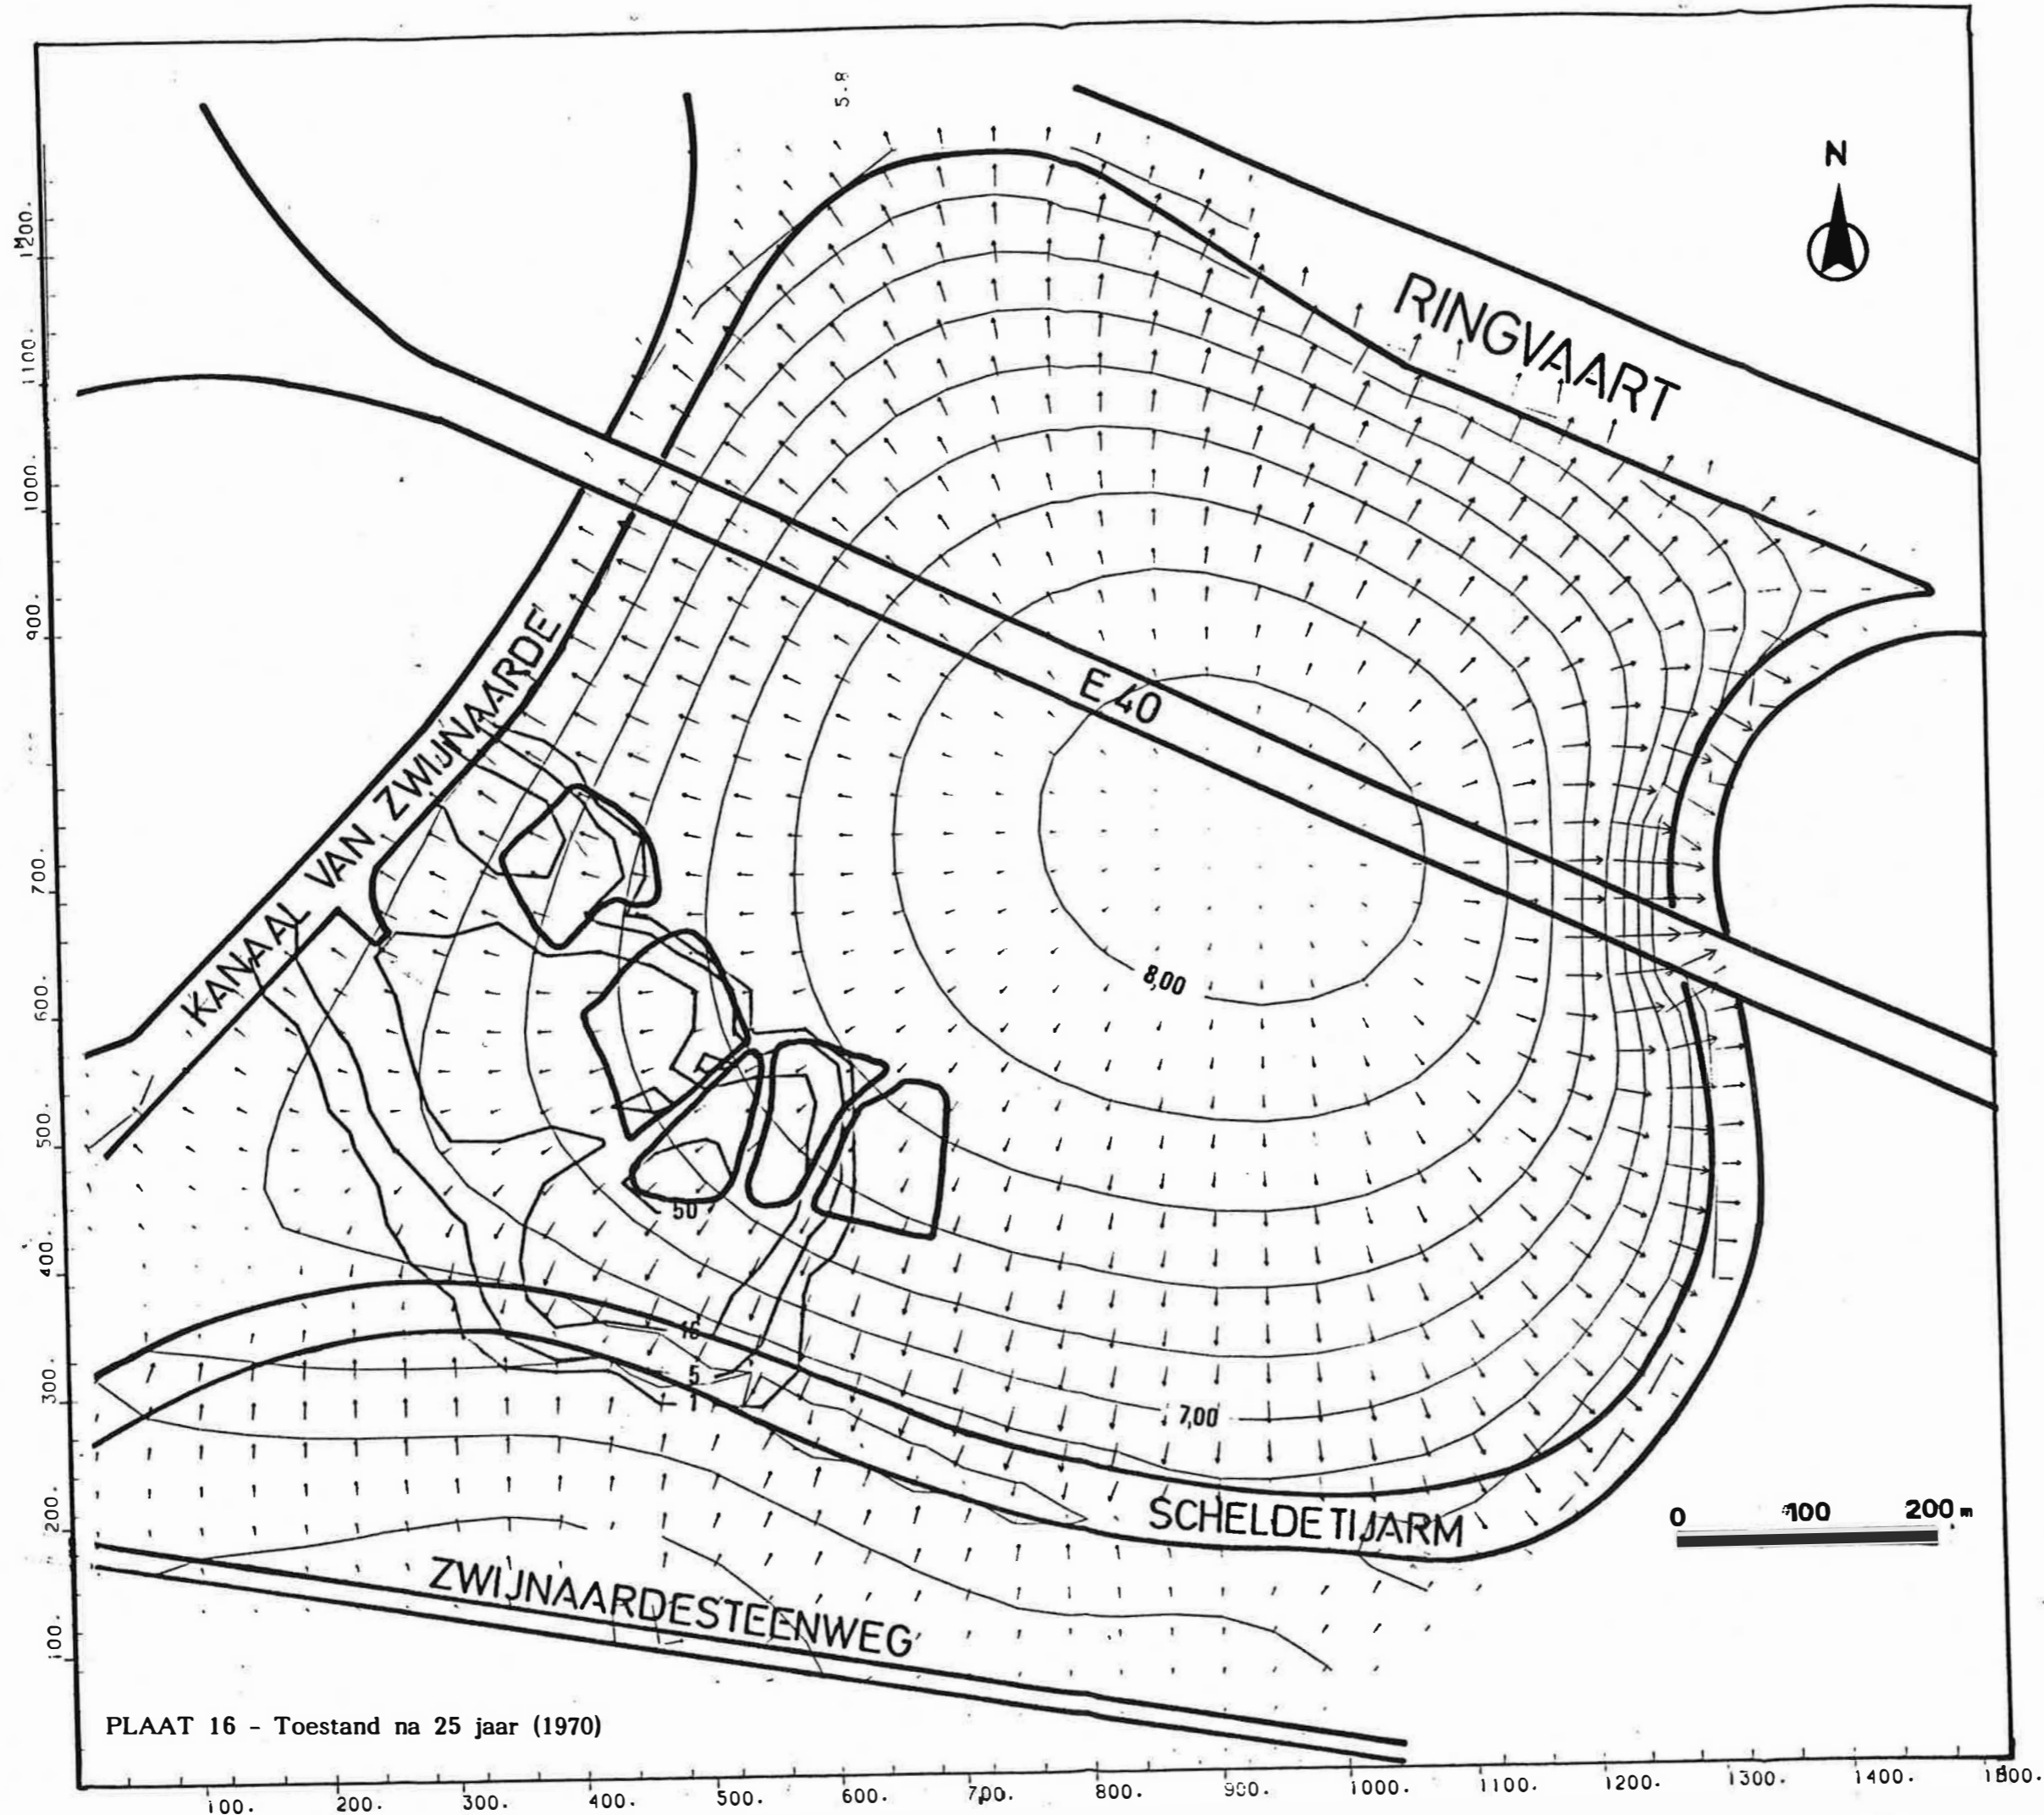 5.8
N
RINGVAART
E 40
KANAAL VAN ZWIJNAARDE
8,00
50
16
5
1
7,00
SCHELDETIJARM
0 100 200 m
ZWIJNAARDESTEENWEG
PLAAT 16 - Toestand na 25 jaar (1970)
1200.
1100.
1000.
900.
700.
600.
500.
400.
300.
200.
100.
100. 200. 300. 400. 500. 600. 700. 800. 900. 1000. 1100. 1200. 1300. 1400. 1500.